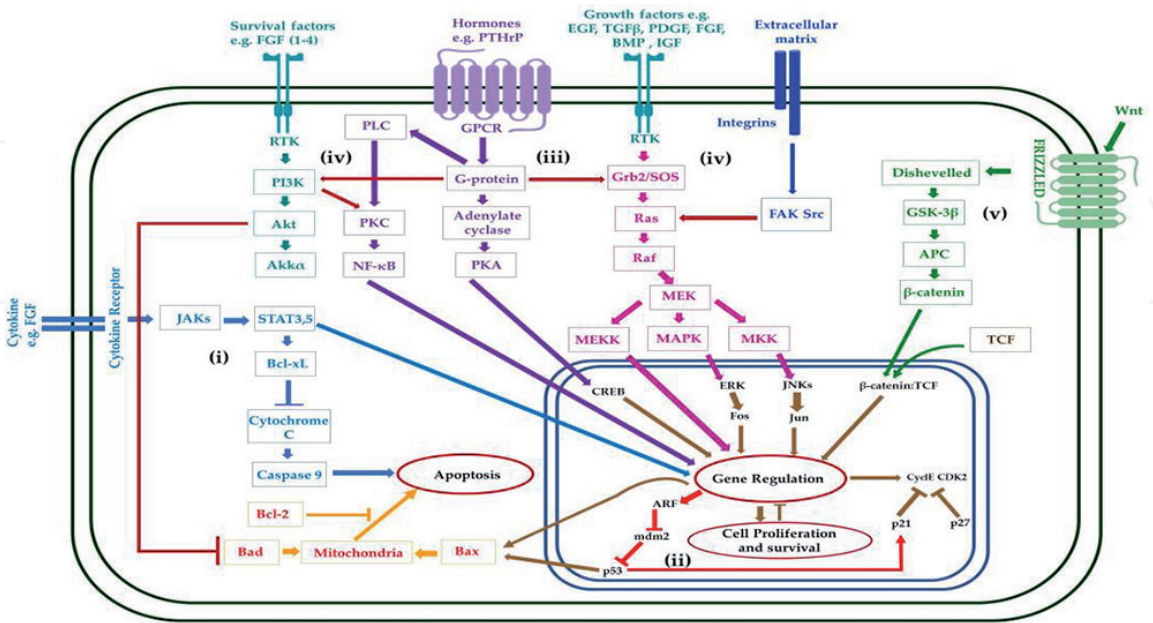 Survival factors
e.g. FGF (1-4)
Hormones
e.g. PTHrP
Growth factors e.g.
EGF, TGFβ, PDGF, FGF,
BMP , IGF
Extracellular
matrix
Wnt
FRIZZLED
Integrins
RTK
PLC
GPCR
RTK
(iv)
(iii)
(iv)
PI3K
G-protein
Grb2/SOS
Dishevelled
Akt
PKC
Adenylate
cyclase
Ras
FAK Src
GSK-3β
(v)
Akkα
NF-κB
PKA
Raf
APC
β-catenin
Cytokine
e.g. FGF
Cytokine Receptor
JAKs
STAT3,5
MEK
MEKK
MAPK
MKK
TCF
(i)
Bcl-xL
CREB
ERK
JNKs
β-catenin:TCF
Fos
Jun
Cytochrome
C
Caspase 9
Apoptosis
Gene Regulation
CyclE CDK2
Bcl-2
ARF
p21
p27
mdm2
Cell Proliferation
and survival
Bad
Mitochondria
Bax
(ii)
p53